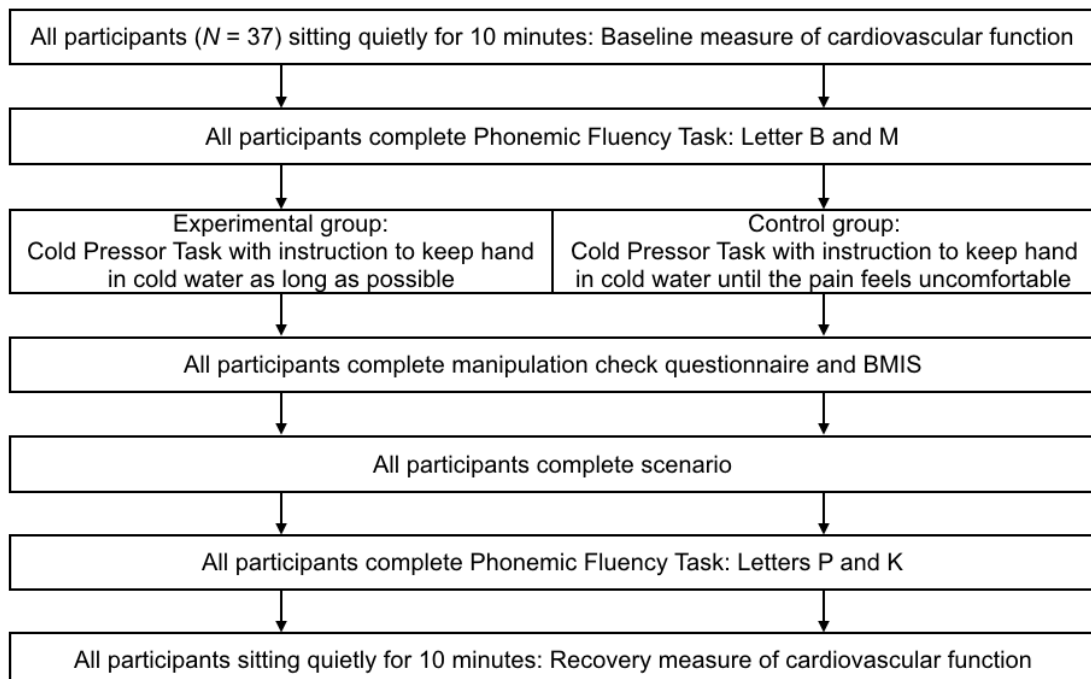 All participants (N = 37) sitting quietly for 10 minutes: Baseline measure of cardiovascular function
All participants complete Phonemic Fluency Task: Letter B and M
Experimental group:
Cold Pressor Task with instruction to keep hand
in cold water as long as possible
Control group:
Cold Pressor Task with instruction to keep hand
in cold water until the pain feels uncomfortable
All participants complete manipulation check questionnaire and BMIS
All participants complete scenario
All participants complete Phonemic Fluency Task: Letters P and K
All participants sitting quietly for 10 minutes: Recovery measure of cardiovascular function